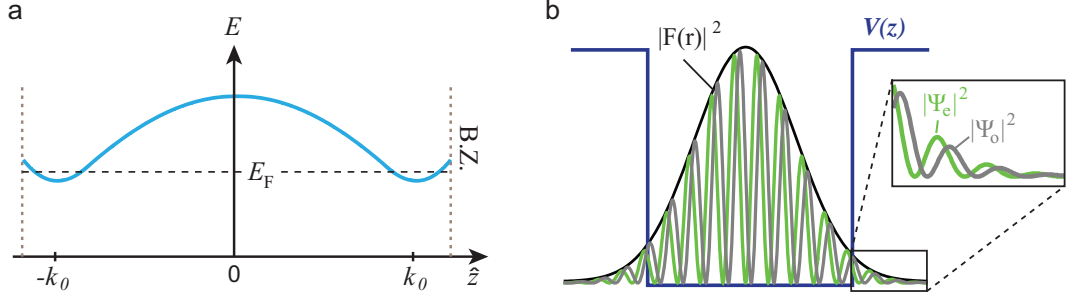 a
E
E_F
B.Z.
-k_0
0
k_0
ẑ
b
|F(r)|²
V(z)
|Ψ_e|²
|Ψ_o|²